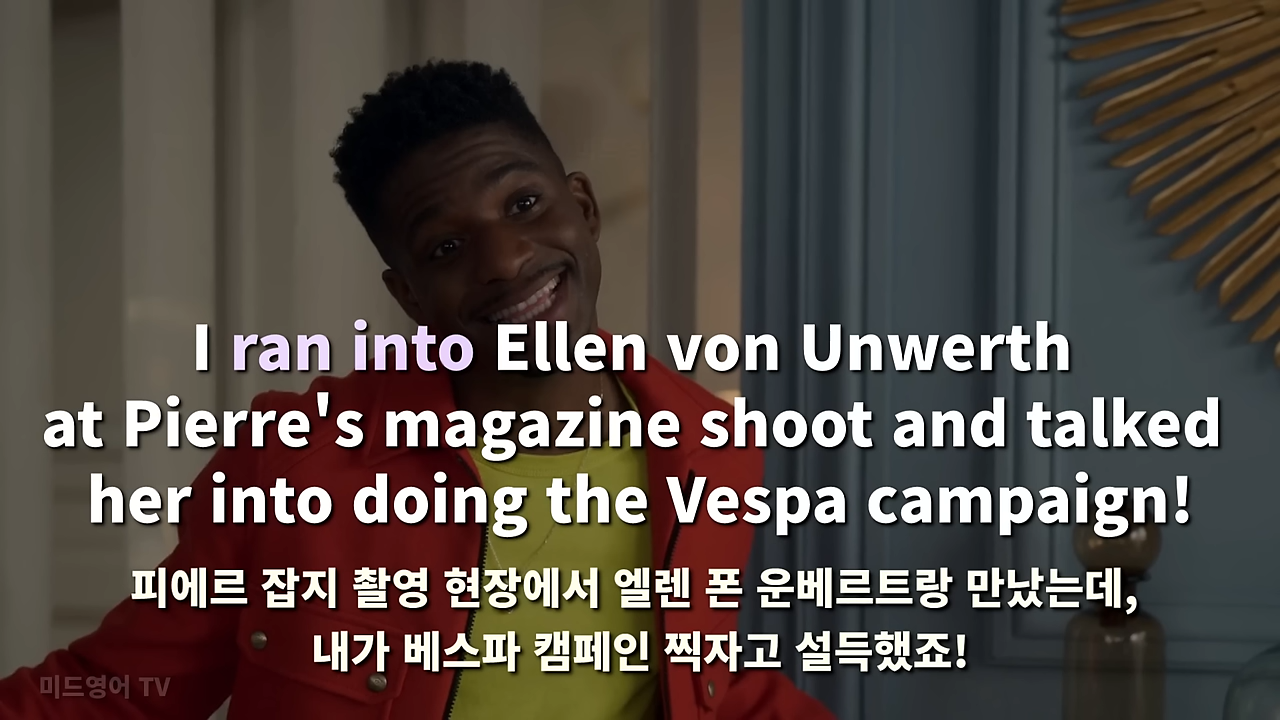 I ran into Ellen von Unwerth
at Pierre's magazine shoot and talked
her into doing the Vespa campaign!
피에르 잡지 촬영 현장에서 엘렌 폰 운베르트랑 만났는데,
내가 베스파 캠페인 찍자고 설득했죠!
미드영어 TV